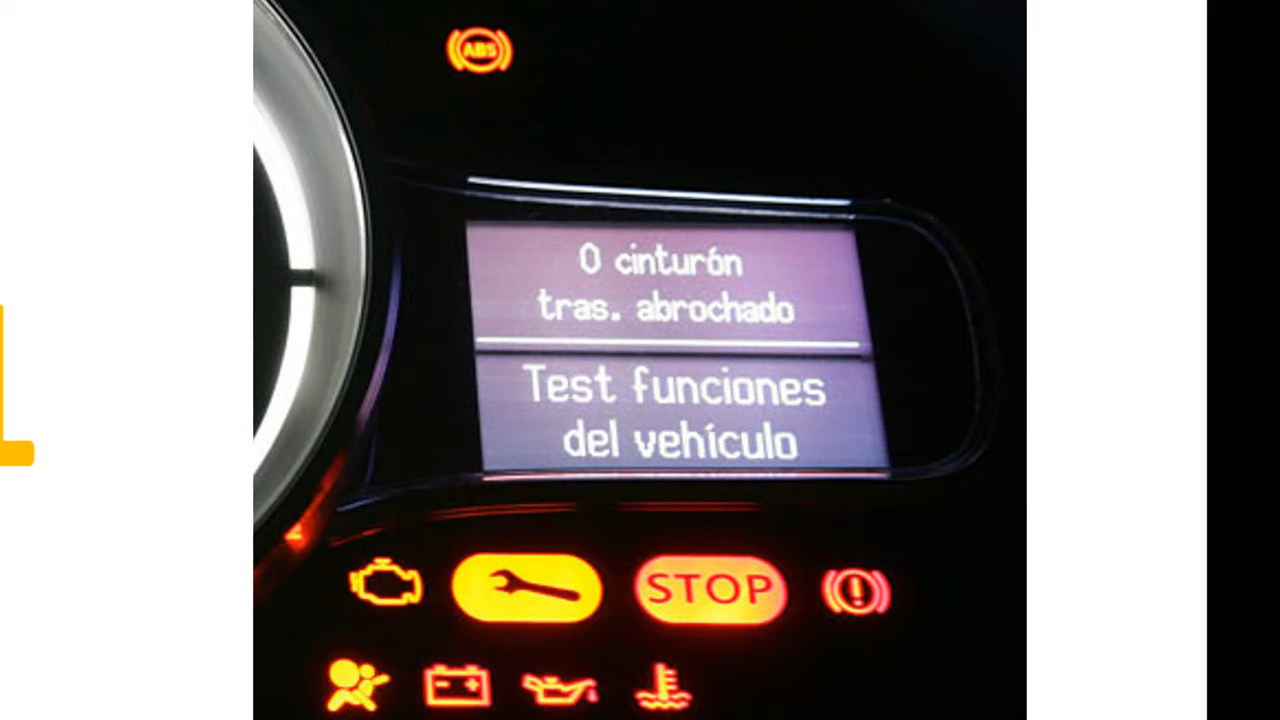 ABS
0 cinturón
tras. abrochado
Test funciones
del vehículo
STOP